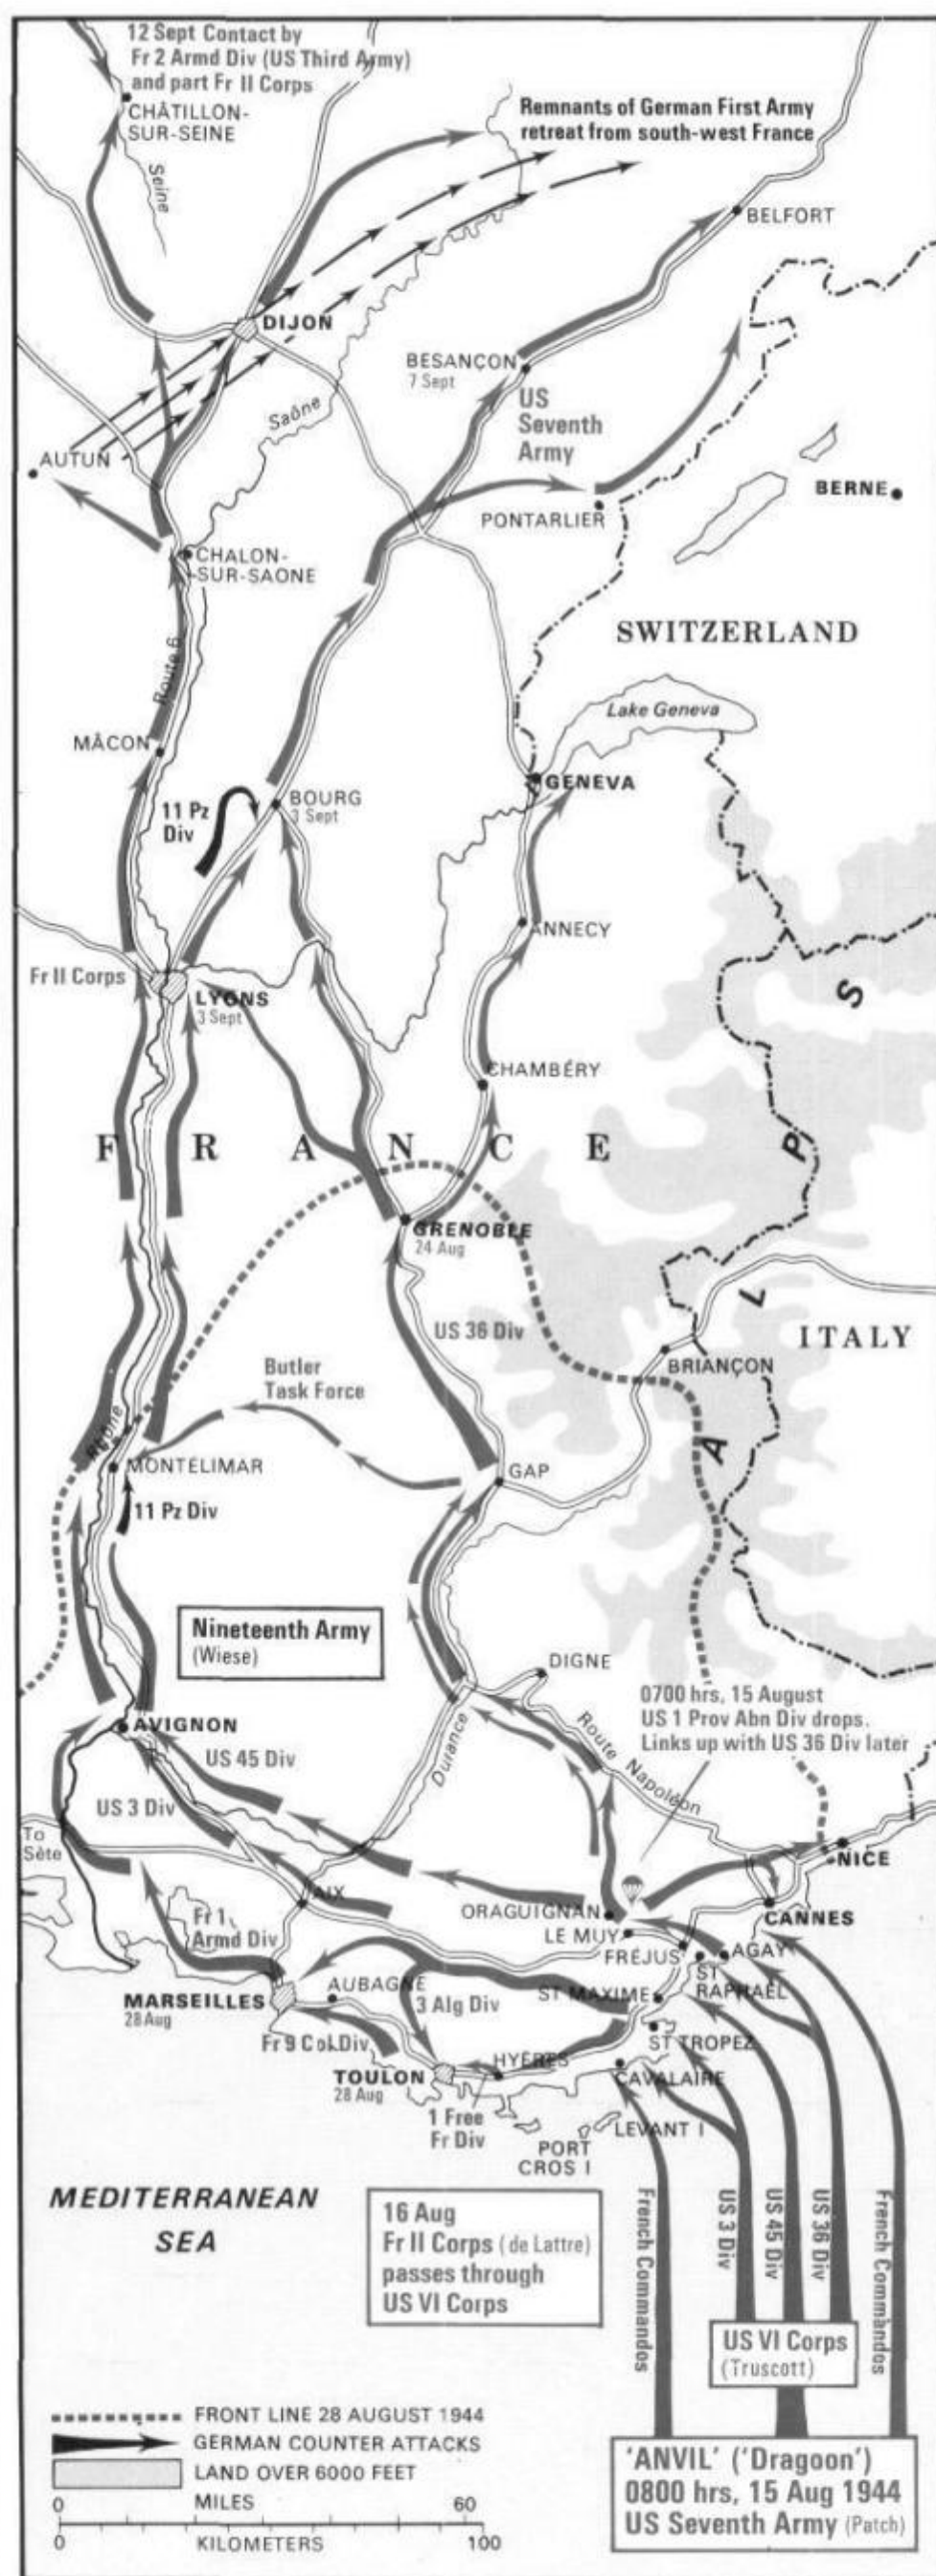 12 Sept Contact by
Fr 2 Armd Div (US Third Army)
and part Fr II Corps
CHÂTILLON-
SUR-SEINE
Seine
Remnants of German First Army
retreat from south-west France
BELFORT
DIJON
BESANÇON
7 Sept
US
Seventh
Army
Saône
AUTUN
BERNE
PONTARLIER
CHALON-
SUR-SAONE
SWITZERLAND
Route 6
Lake Geneva
MÂCON
GENEVA
11 Pz
Div
BOURG
3 Sept
ANNECY
Fr II Corps
LYONS
3 Sept
CHAMBÉRY
FRANCE
ALPS
GRENOBLE
24 Aug
US 36 Div
ITALY
BRIANÇON
Butler
Task Force
Rhône
MONTÉLIMAR
GAP
11 Pz Div
Nineteenth Army
(Wiese)
DIGNE
0700 hrs, 15 August
US 1 Prov Abn Div drops.
Links up with US 36 Div later
AVIGNON
US 45 Div
Durance
Route Napoléon
US 3 Div
To
Sète
NICE
AIX
ORAGUIGNAN
LE MUY
CANNES
Fr 1
Armd Div
FRÉJUS
AGAY
ST
RAPHAËL
AUBAGNE
MARSEILLES
28 Aug
3 Alg Div
ST MAXIME
Fr 9 Col.Div
ST TROPEZ
HYÈRES
TOULON
28 Aug
CAVALAIRE
1 Free
Fr Div
LEVANT I
PORT
CROS I
MEDITERRANEAN
SEA
16 Aug
Fr II Corps (de Lattre)
passes through
US VI Corps
French Commandos
US 3 Div
US 45 Div
US 36 Div
French Commandos
US VI Corps
(Truscott)
FRONT LINE 28 AUGUST 1944
GERMAN COUNTER ATTACKS
LAND OVER 6000 FEET
0 MILES 60
0 KILOMETERS 100
'ANVIL' ('Dragoon')
0800 hrs, 15 Aug 1944
US Seventh Army (Patch)